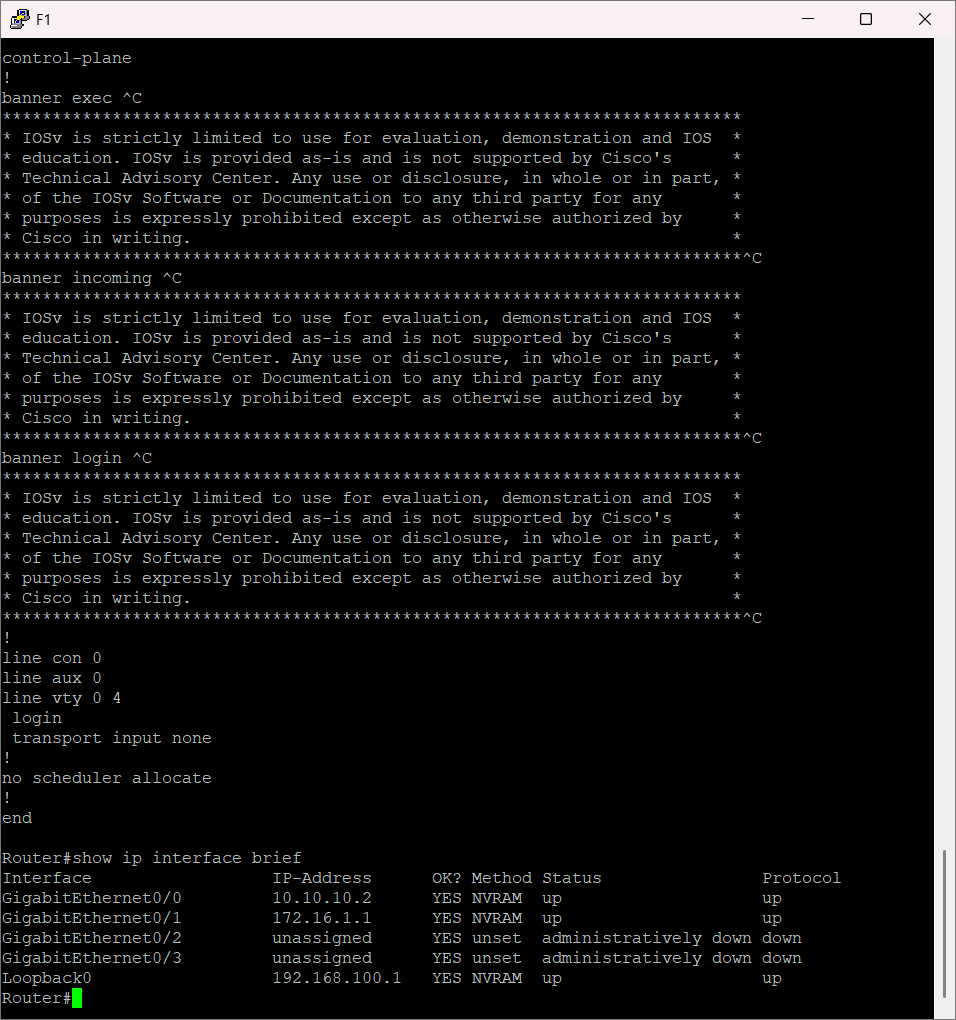 F1
control-plane
!
banner exec ^C
**************************************************************************
* IOSv is strictly limited to use for evaluation, demonstration and IOS  *
* education. IOSv is provided as-is and is not supported by Cisco's      *
* Technical Advisory Center. Any use or disclosure, in whole or in part, *
* of the IOSv Software or Documentation to any third party for any       *
* purposes is expressly prohibited except as otherwise authorized by     *
* Cisco in writing.                                                      *
**************************************************************************^C
banner incoming ^C
**************************************************************************
* IOSv is strictly limited to use for evaluation, demonstration and IOS  *
* education. IOSv is provided as-is and is not supported by Cisco's      *
* Technical Advisory Center. Any use or disclosure, in whole or in part, *
* of the IOSv Software or Documentation to any third party for any       *
* purposes is expressly prohibited except as otherwise authorized by     *
* Cisco in writing.                                                      *
**************************************************************************^C
banner login ^C
**************************************************************************
* IOSv is strictly limited to use for evaluation, demonstration and IOS  *
* education. IOSv is provided as-is and is not supported by Cisco's      *
* Technical Advisory Center. Any use or disclosure, in whole or in part, *
* of the IOSv Software or Documentation to any third party for any       *
* purposes is expressly prohibited except as otherwise authorized by     *
* Cisco in writing.                                                      *
**************************************************************************^C
!
line con 0
line aux 0
line vty 0 4
 login
 transport input none
!
no scheduler allocate
!
end
Router#show ip interface brief
Interface                  IP-Address      OK? Method Status                Protocol
GigabitEthernet0/0         10.10.10.2      YES NVRAM  up                    up
GigabitEthernet0/1         172.16.1.1      YES NVRAM  up                    up
GigabitEthernet0/2         unassigned      YES unset  administratively down down
GigabitEthernet0/3         unassigned      YES unset  administratively down down
Loopback0                  192.168.100.1   YES NVRAM  up                    up
Router#